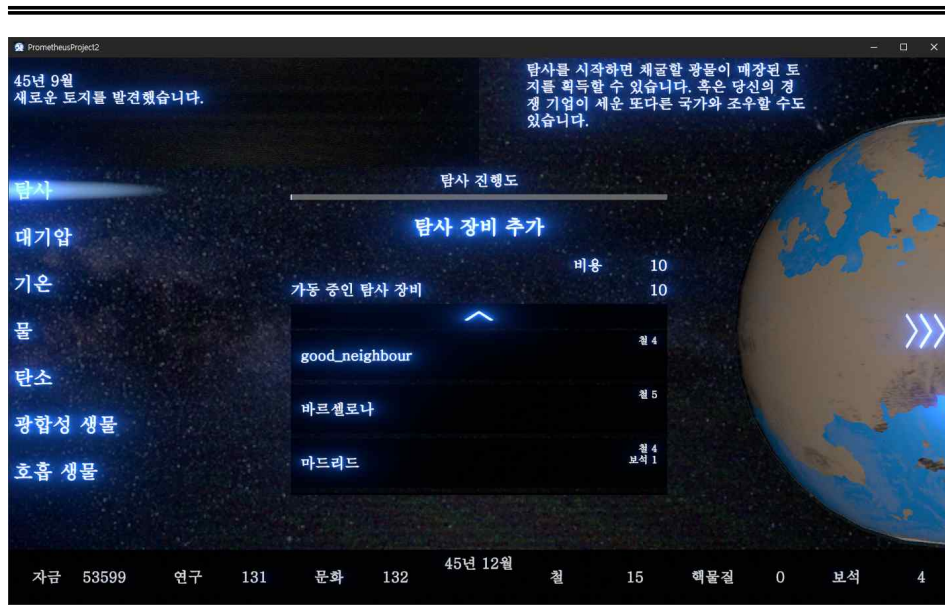 PrometheusProject2
45년 9월
새로운 토지를 발견했습니다.
탐사를 시작하면 채굴할 광물이 매장된 토
지를 획득할 수 있습니다. 혹은 당신의 경
쟁 기업이 세운 또다른 국가와 조우할 수도
있습니다.
탐사
대기압
기온
물
탄소
광합성 생물
호흡 생물
탐사 진행도
탐사 장비 추가
비용 10
가동 중인 탐사 장비 10
good_neighbour 철 4
바르셀로나 철 5
마드리드 철 4
보석 1
45년 12월
자금 53599 연구 131 문화 132 철 15 핵물질 0 보석 4